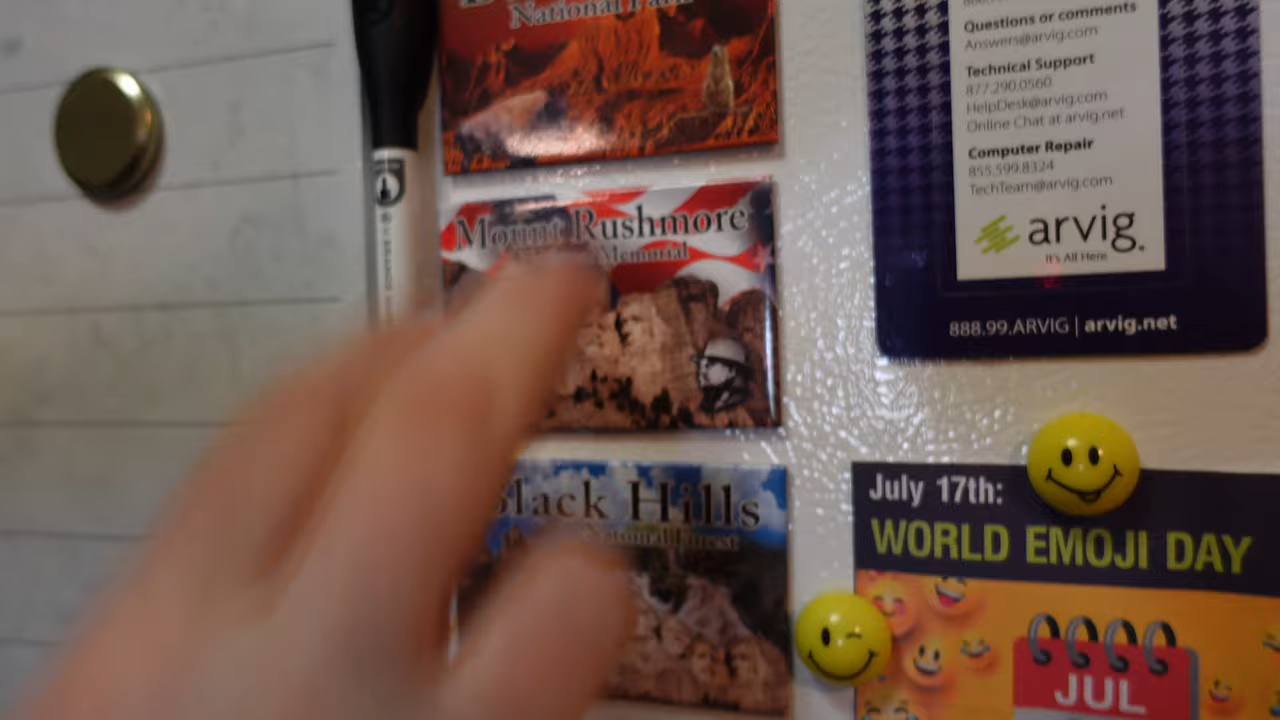 National Park
Mount Rushmore
Memorial
Black Hills
National Forest
Questions or comments
Answers@arvig.com
Technical Support
877.290.0560
HelpDesk@arvig.com
Online Chat at arvig.net
Computer Repair
855.599.8324
TechTeam@arvig.com
arvig.
It's All Here
888.99.ARVIG | arvig.net
July 17th:
WORLD EMOJI DAY
JUL